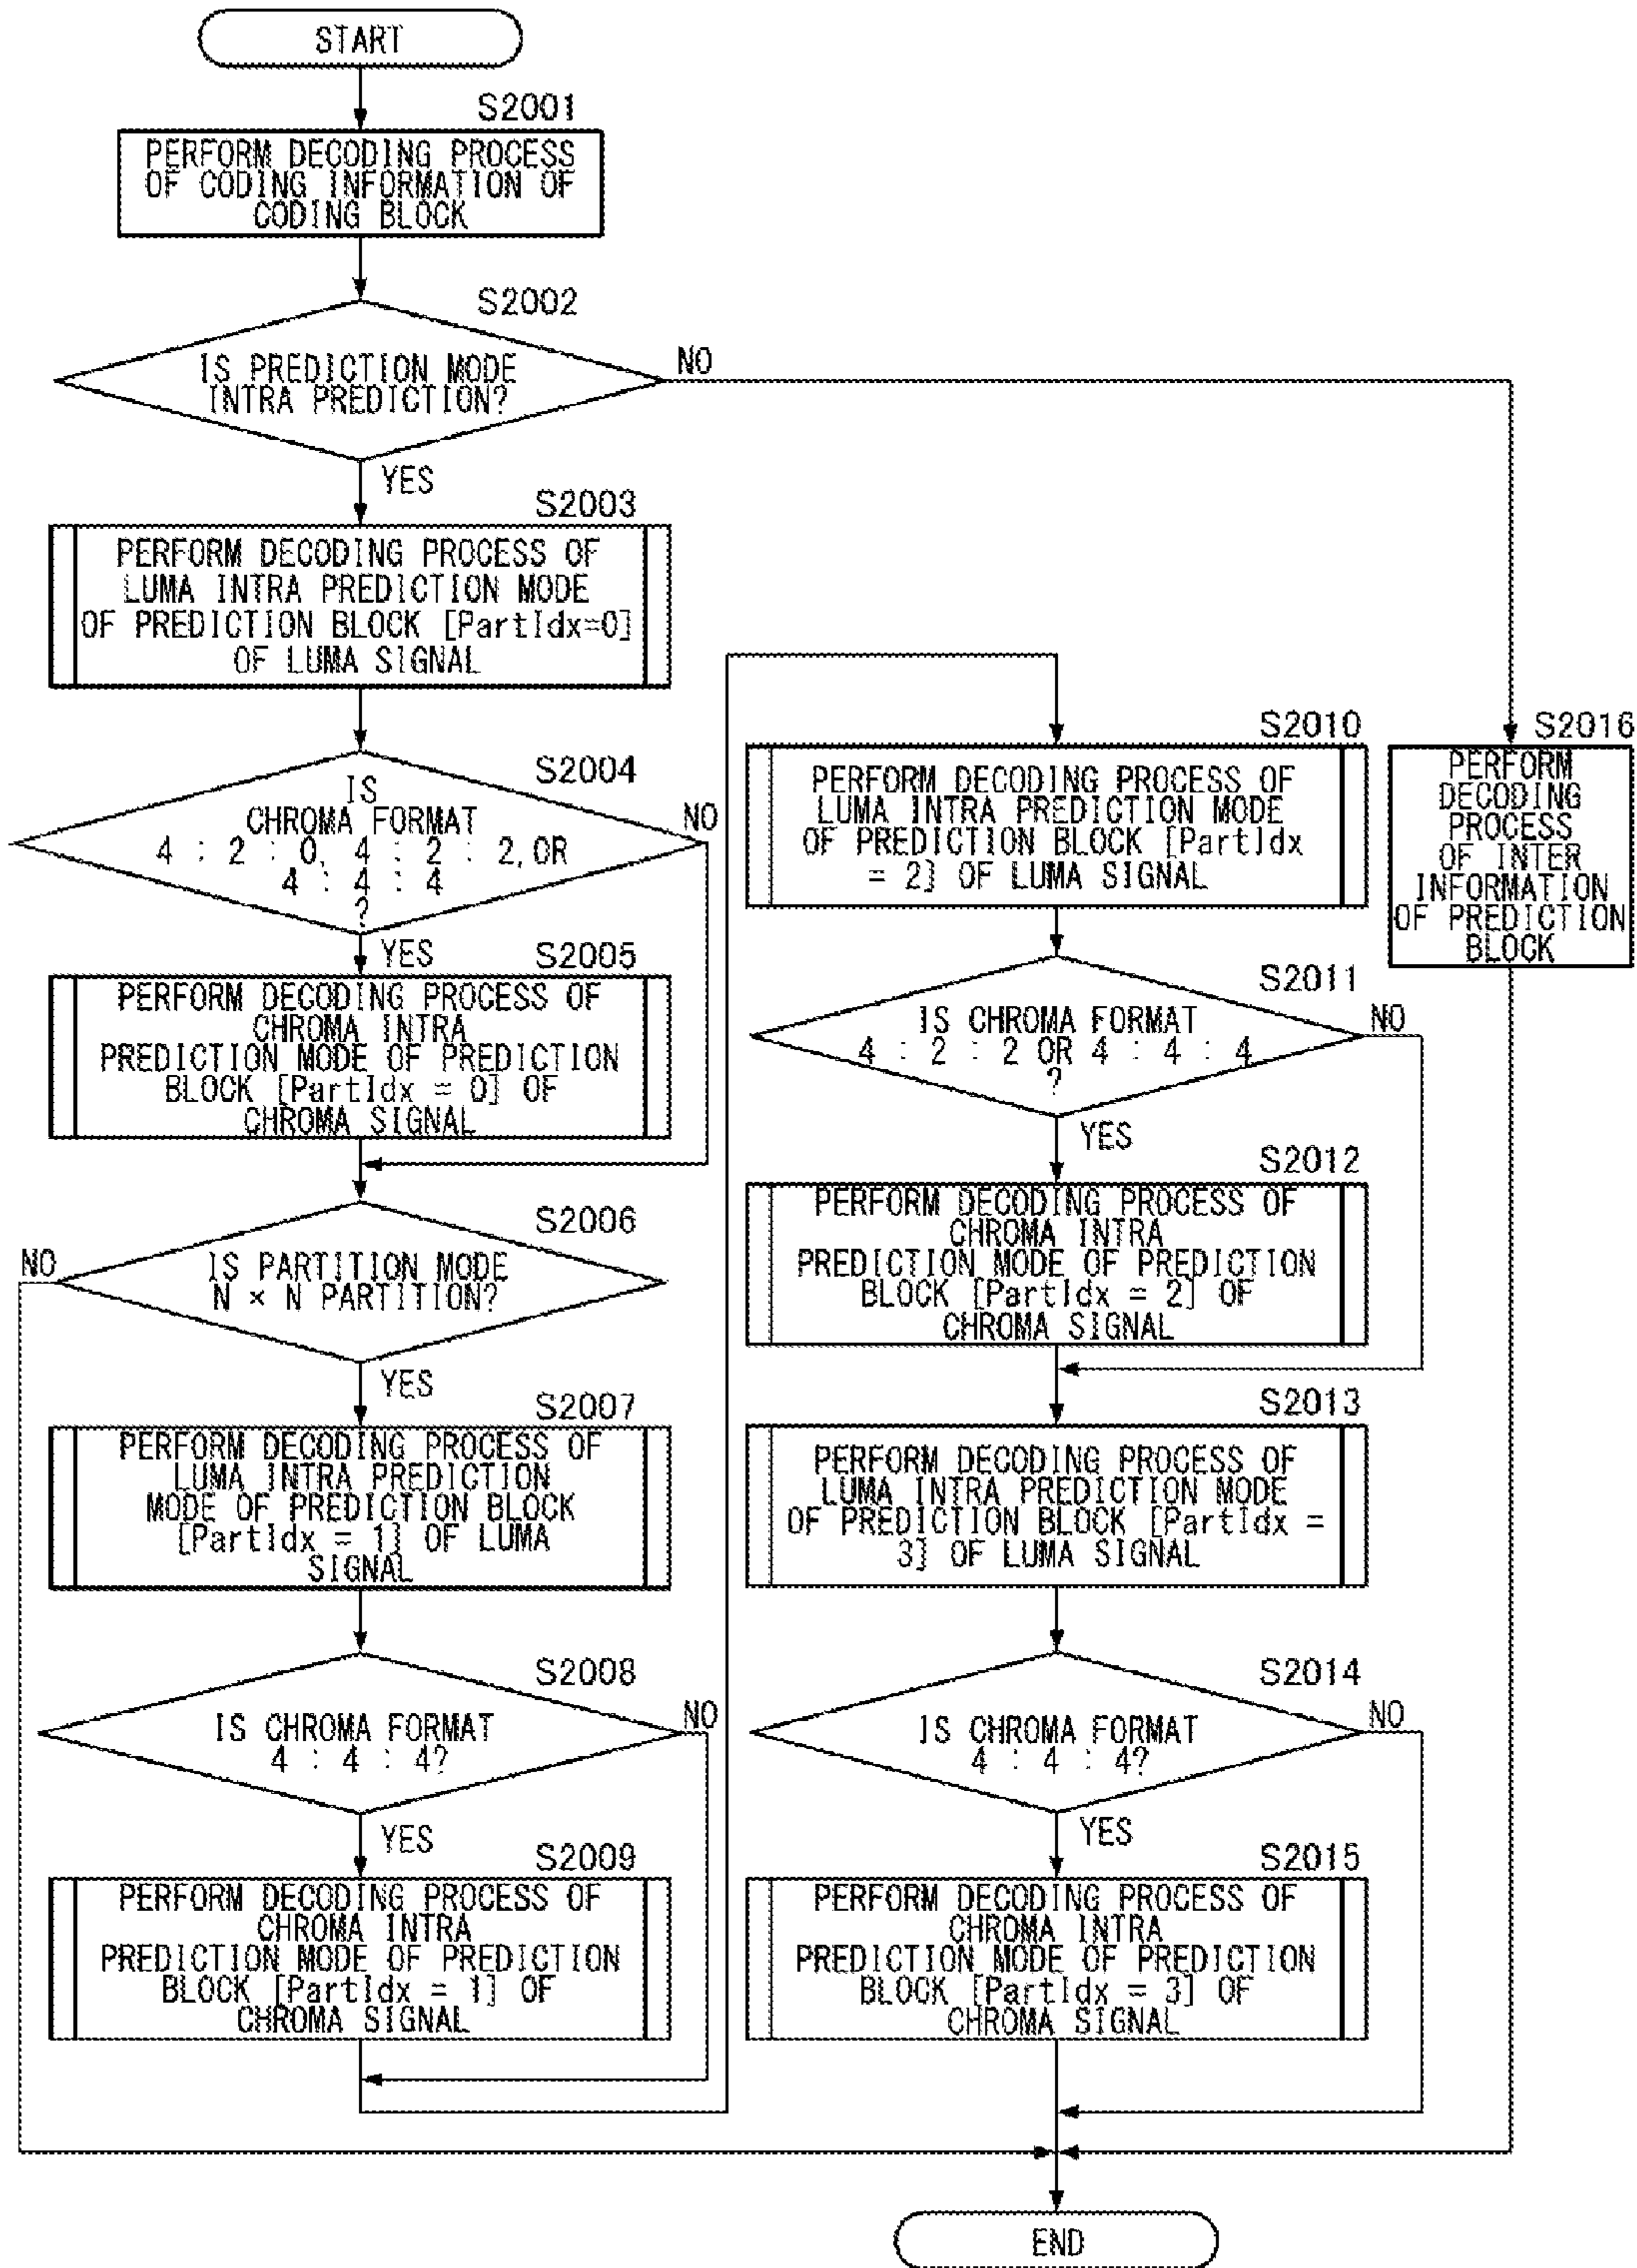 START
S2001
PERFORM DECODING PROCESS
OF CODING INFORMATION OF
CODING BLOCK
S2002
IS PREDICTION MODE
INTRA PREDICTION?
NO
YES
S2003
PERFORM DECODING PROCESS OF
LUMA INTRA PREDICTION MODE
OF PREDICTION BLOCK [PartIdx=0]
OF LUMA SIGNAL
S2004
IS
CHROMA FORMAT
4 : 2 : 0, 4 : 2 : 2, OR
4 : 4 : 4
?
NO
YES
S2005
PERFORM DECODING PROCESS OF
CHROMA INTRA
PREDICTION MODE OF PREDICTION
BLOCK [PartIdx = 0] OF
CHROMA SIGNAL
S2006
IS PARTITION MODE
N × N PARTITION?
NO
YES
S2007
PERFORM DECODING PROCESS OF
LUMA INTRA PREDICTION
MODE OF PREDICTION BLOCK
[PartIdx = 1] OF LUMA
SIGNAL
S2008
IS CHROMA FORMAT
4 : 4 : 4?
NO
YES
S2009
PERFORM DECODING PROCESS OF
CHROMA INTRA
PREDICTION MODE OF PREDICTION
BLOCK [PartIdx = 1] OF
CHROMA SIGNAL
S2010
PERFORM DECODING PROCESS OF
LUMA INTRA PREDICTION MODE
OF PREDICTION BLOCK [PartIdx
= 2] OF LUMA SIGNAL
S2011
IS CHROMA FORMAT
4 : 2 : 2 OR 4 : 4 : 4
?
NO
YES
S2012
PERFORM DECODING PROCESS OF
CHROMA INTRA
PREDICTION MODE OF PREDICTION
BLOCK [PartIdx = 2] OF
CHROMA SIGNAL
S2013
PERFORM DECODING PROCESS OF
LUMA INTRA PREDICTION MODE
OF PREDICTION BLOCK [PartIdx =
3] OF LUMA SIGNAL
S2014
IS CHROMA FORMAT
4 : 4 : 4?
NO
YES
S2015
PERFORM DECODING PROCESS OF
CHROMA INTRA
PREDICTION MODE OF PREDICTION
BLOCK [PartIdx = 3] OF
CHROMA SIGNAL
S2016
PERFORM
DECODING
PROCESS
OF INTER
INFORMATION
OF PREDICTION
BLOCK
END